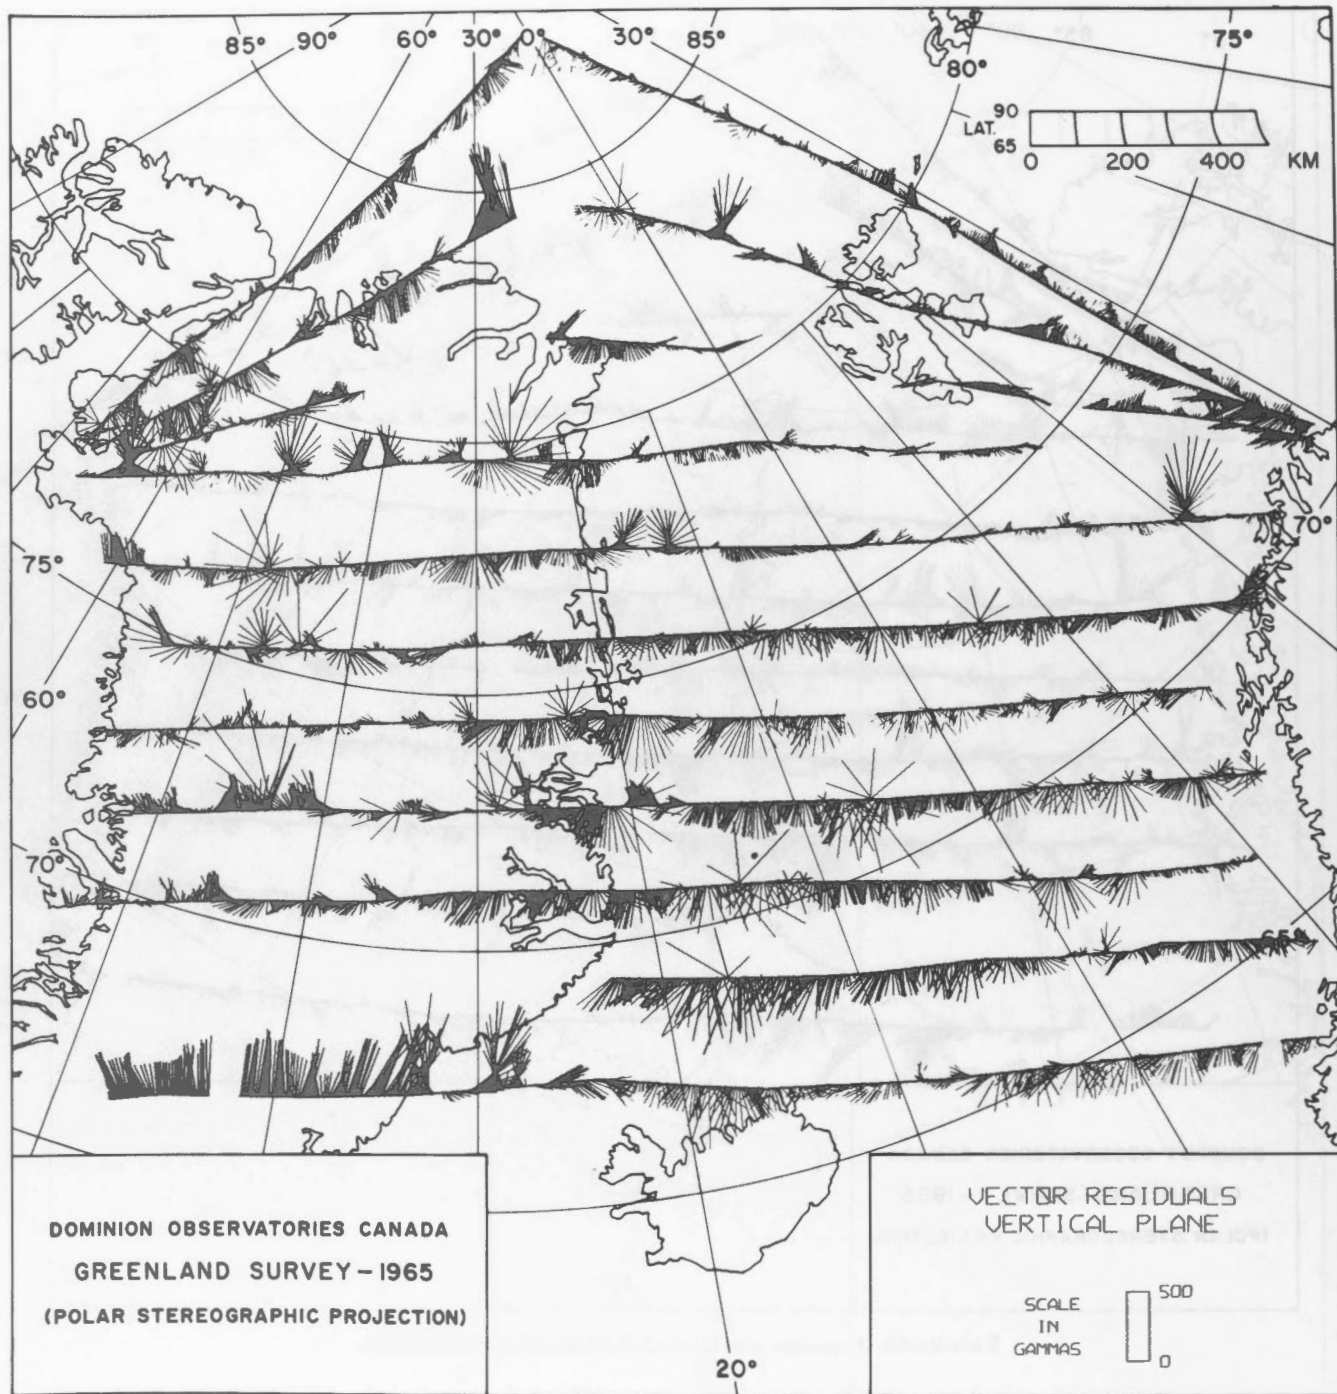 85° 90° 60° 30° 0° 30° 85° 75°
80°
90
LAT.
65
0 200 400 KM
70°
75°
60°
70°
65°
DOMINION OBSERVATORIES CANADA
GREENLAND SURVEY – 1965
(POLAR STEREOGRAPHIC PROJECTION)
VECTOR RESIDUALS
VERTICAL PLANE
SCALE
IN
GAMMAS
500
0
20°